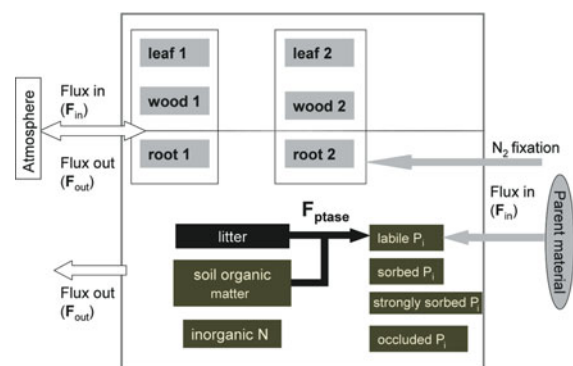 leaf 1
leaf 2
Flux in
(Fin)
wood 1
wood 2
Atmosphere
Flux out
(Fout)
root 1
root 2
N2 fixation
Flux in
(Fin)
Fptase
litter
labile Pi
Parent material
soil organic
matter
sorbed Pi
Flux out
(Fout)
strongly sorbed Pi
inorganic N
occluded Pi